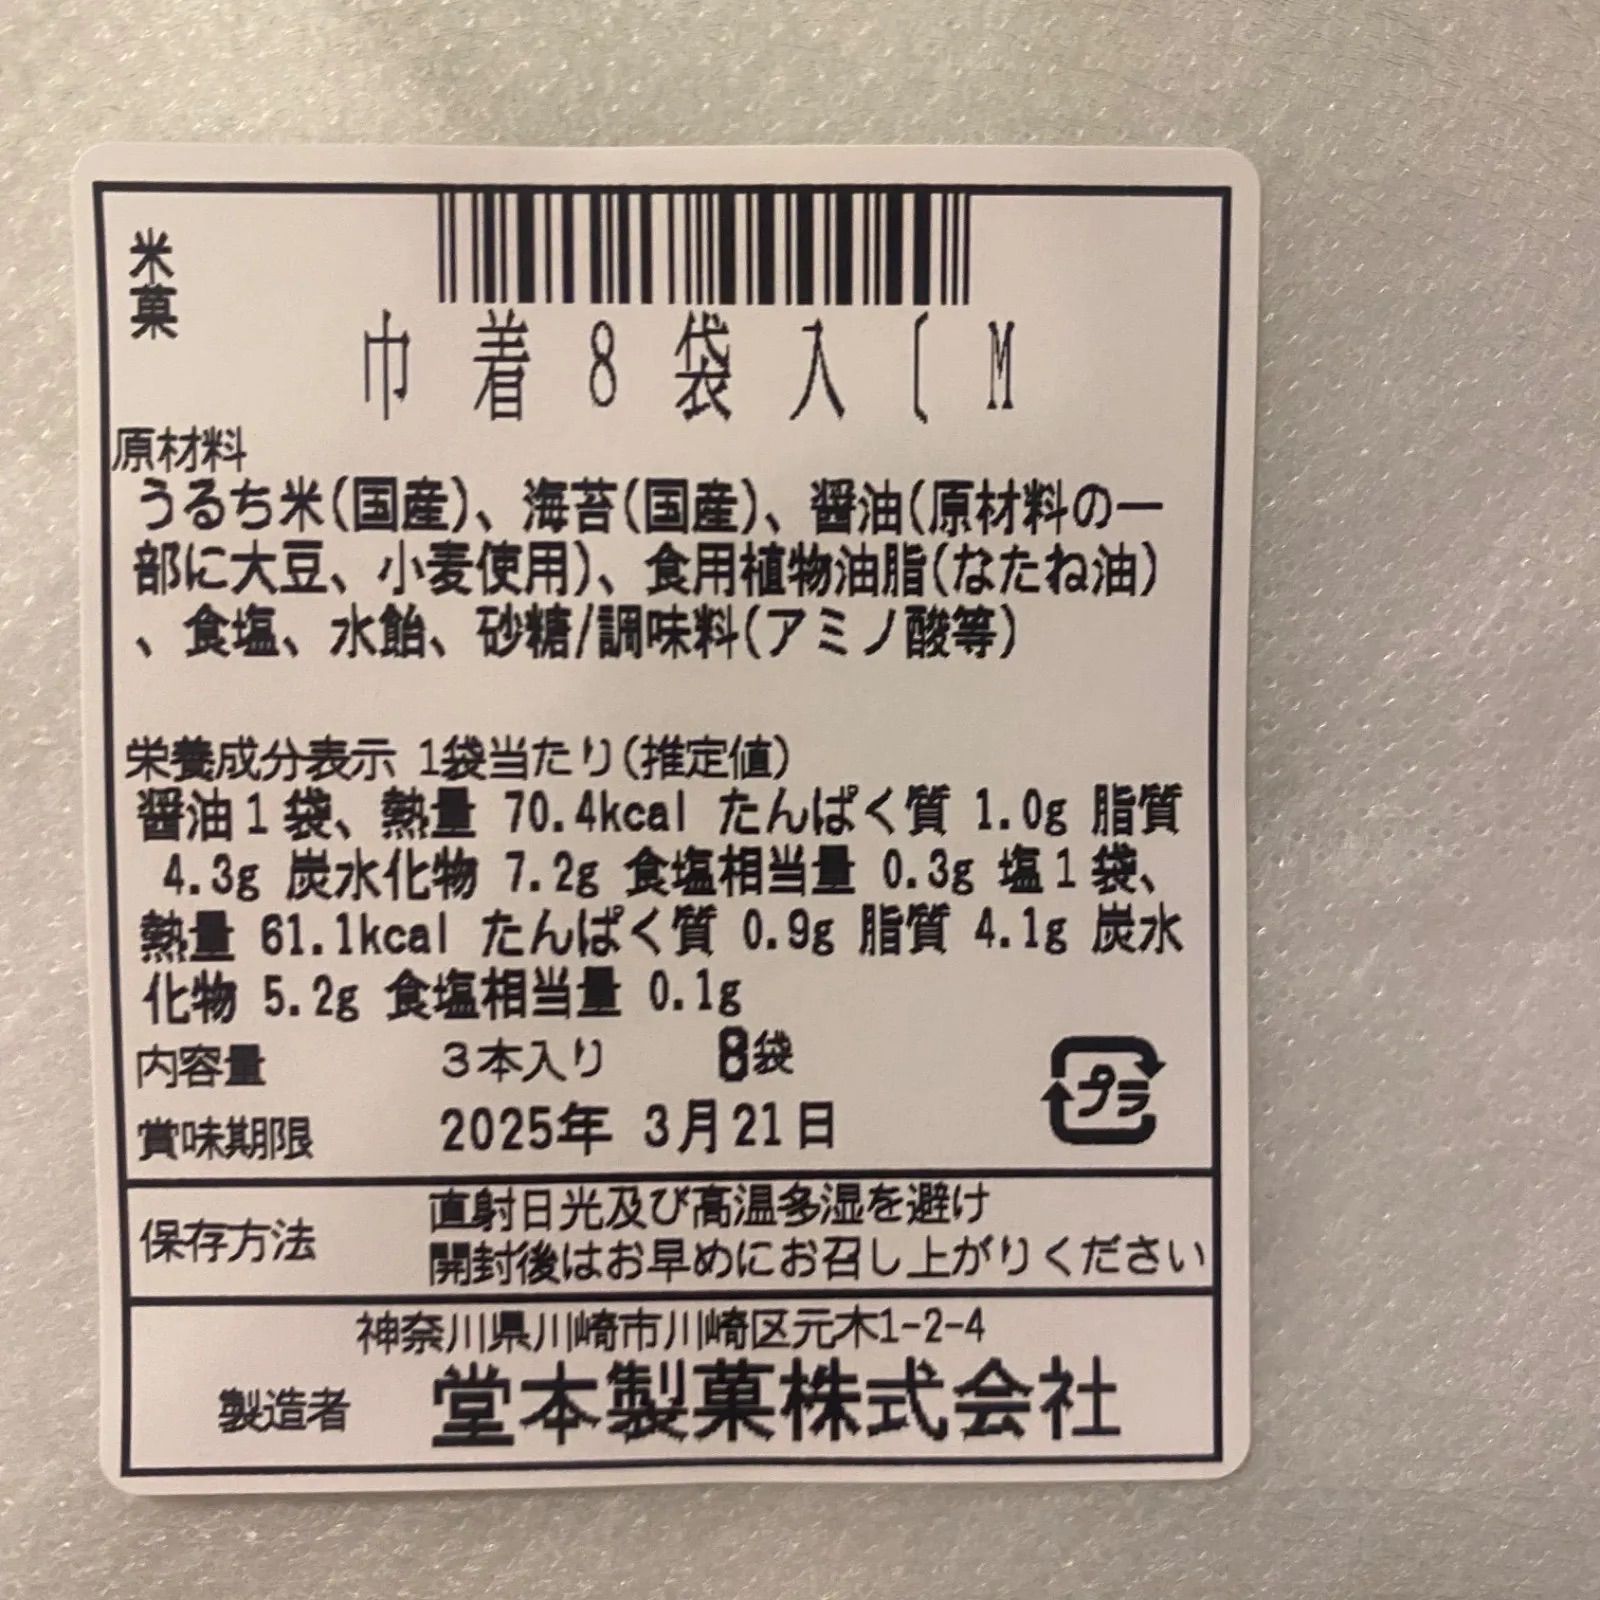 米菓
巾着8袋入(M
原材料
うるち米(国産)、海苔(国産)、醤油(原材料の一
部に大豆、小麦使用)、食用植物油脂(なたね油)
、食塩、水飴、砂糖/調味料(アミノ酸等)
栄養成分表示 1袋当たり(推定値)
醤油1袋、熱量 70.4kcal たんぱく質 1.0g 脂質
4.3g 炭水化物 7.2g 食塩相当量 0.3g 塩1袋、
熱量 61.1kcal たんぱく質 0.9g 脂質 4.1g 炭水
化物 5.2g 食塩相当量 0.1g
内容量 3本入り 8袋
賞味期限 2025年 3月21日
プラ
保存方法 直射日光及び高温多湿を避け
開封後はお早めにお召し上がりください
神奈川県川崎市川崎区元木1-2-4
製造者 堂本製菓株式会社